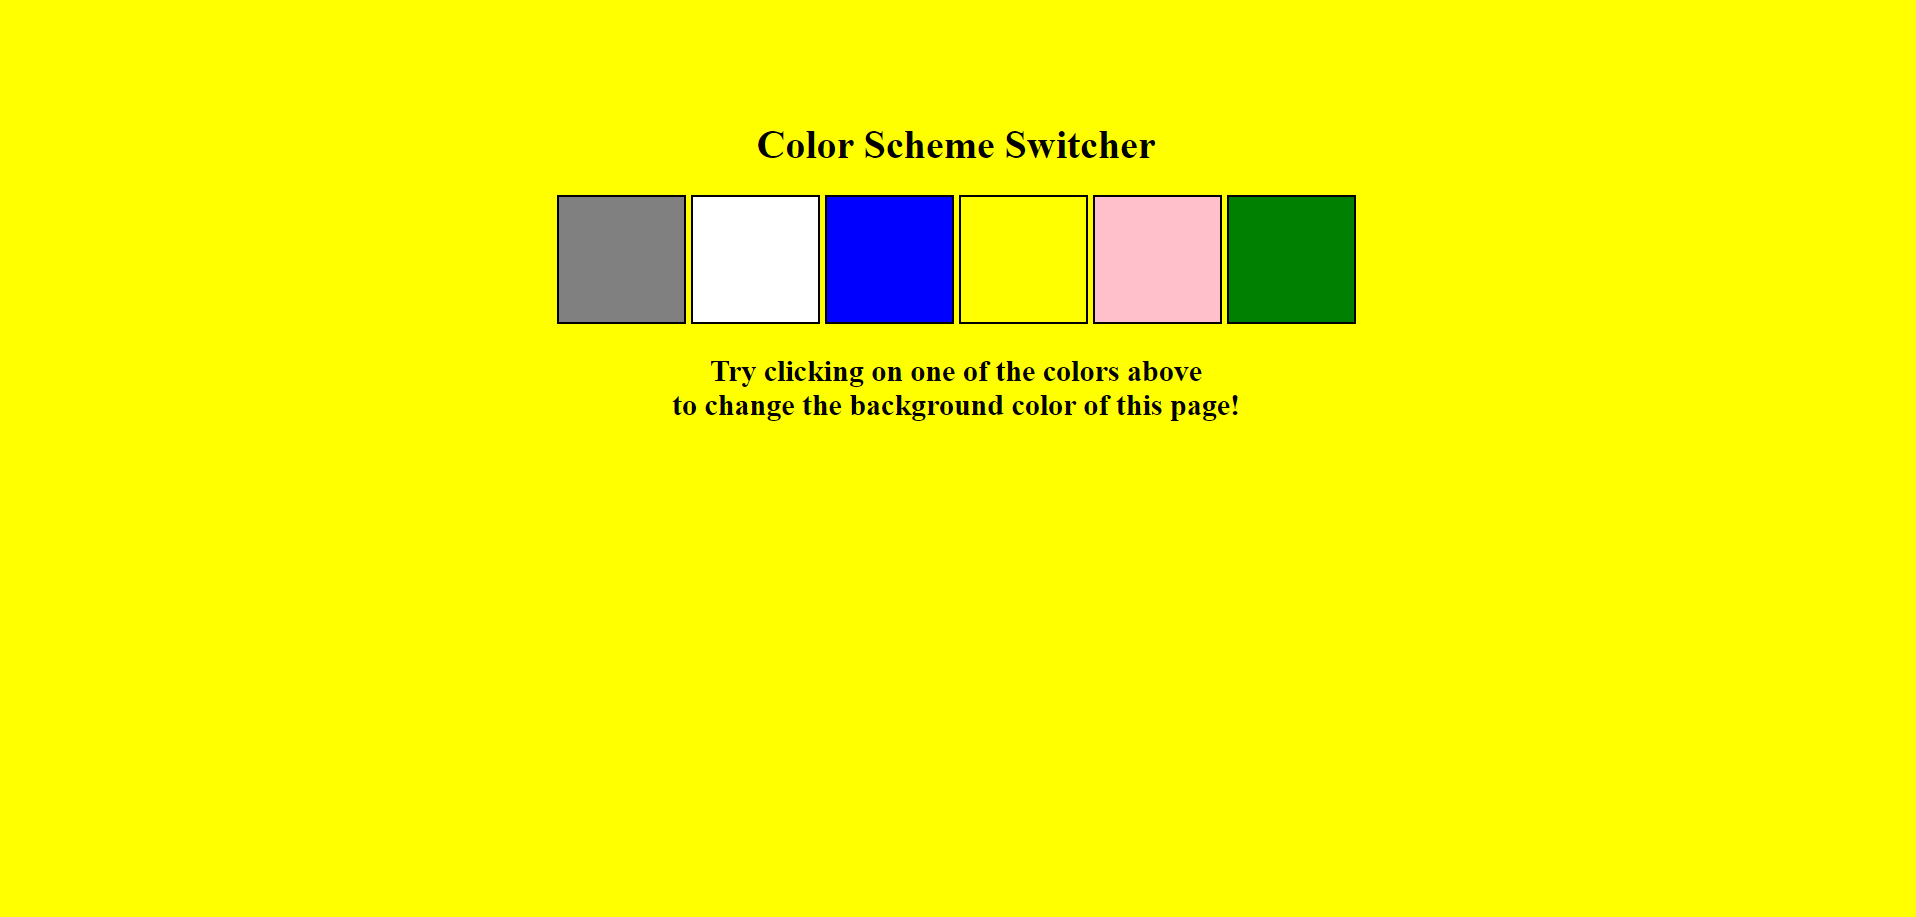 Color Scheme Switcher
Try clicking on one of the colors above
to change the background color of this page!